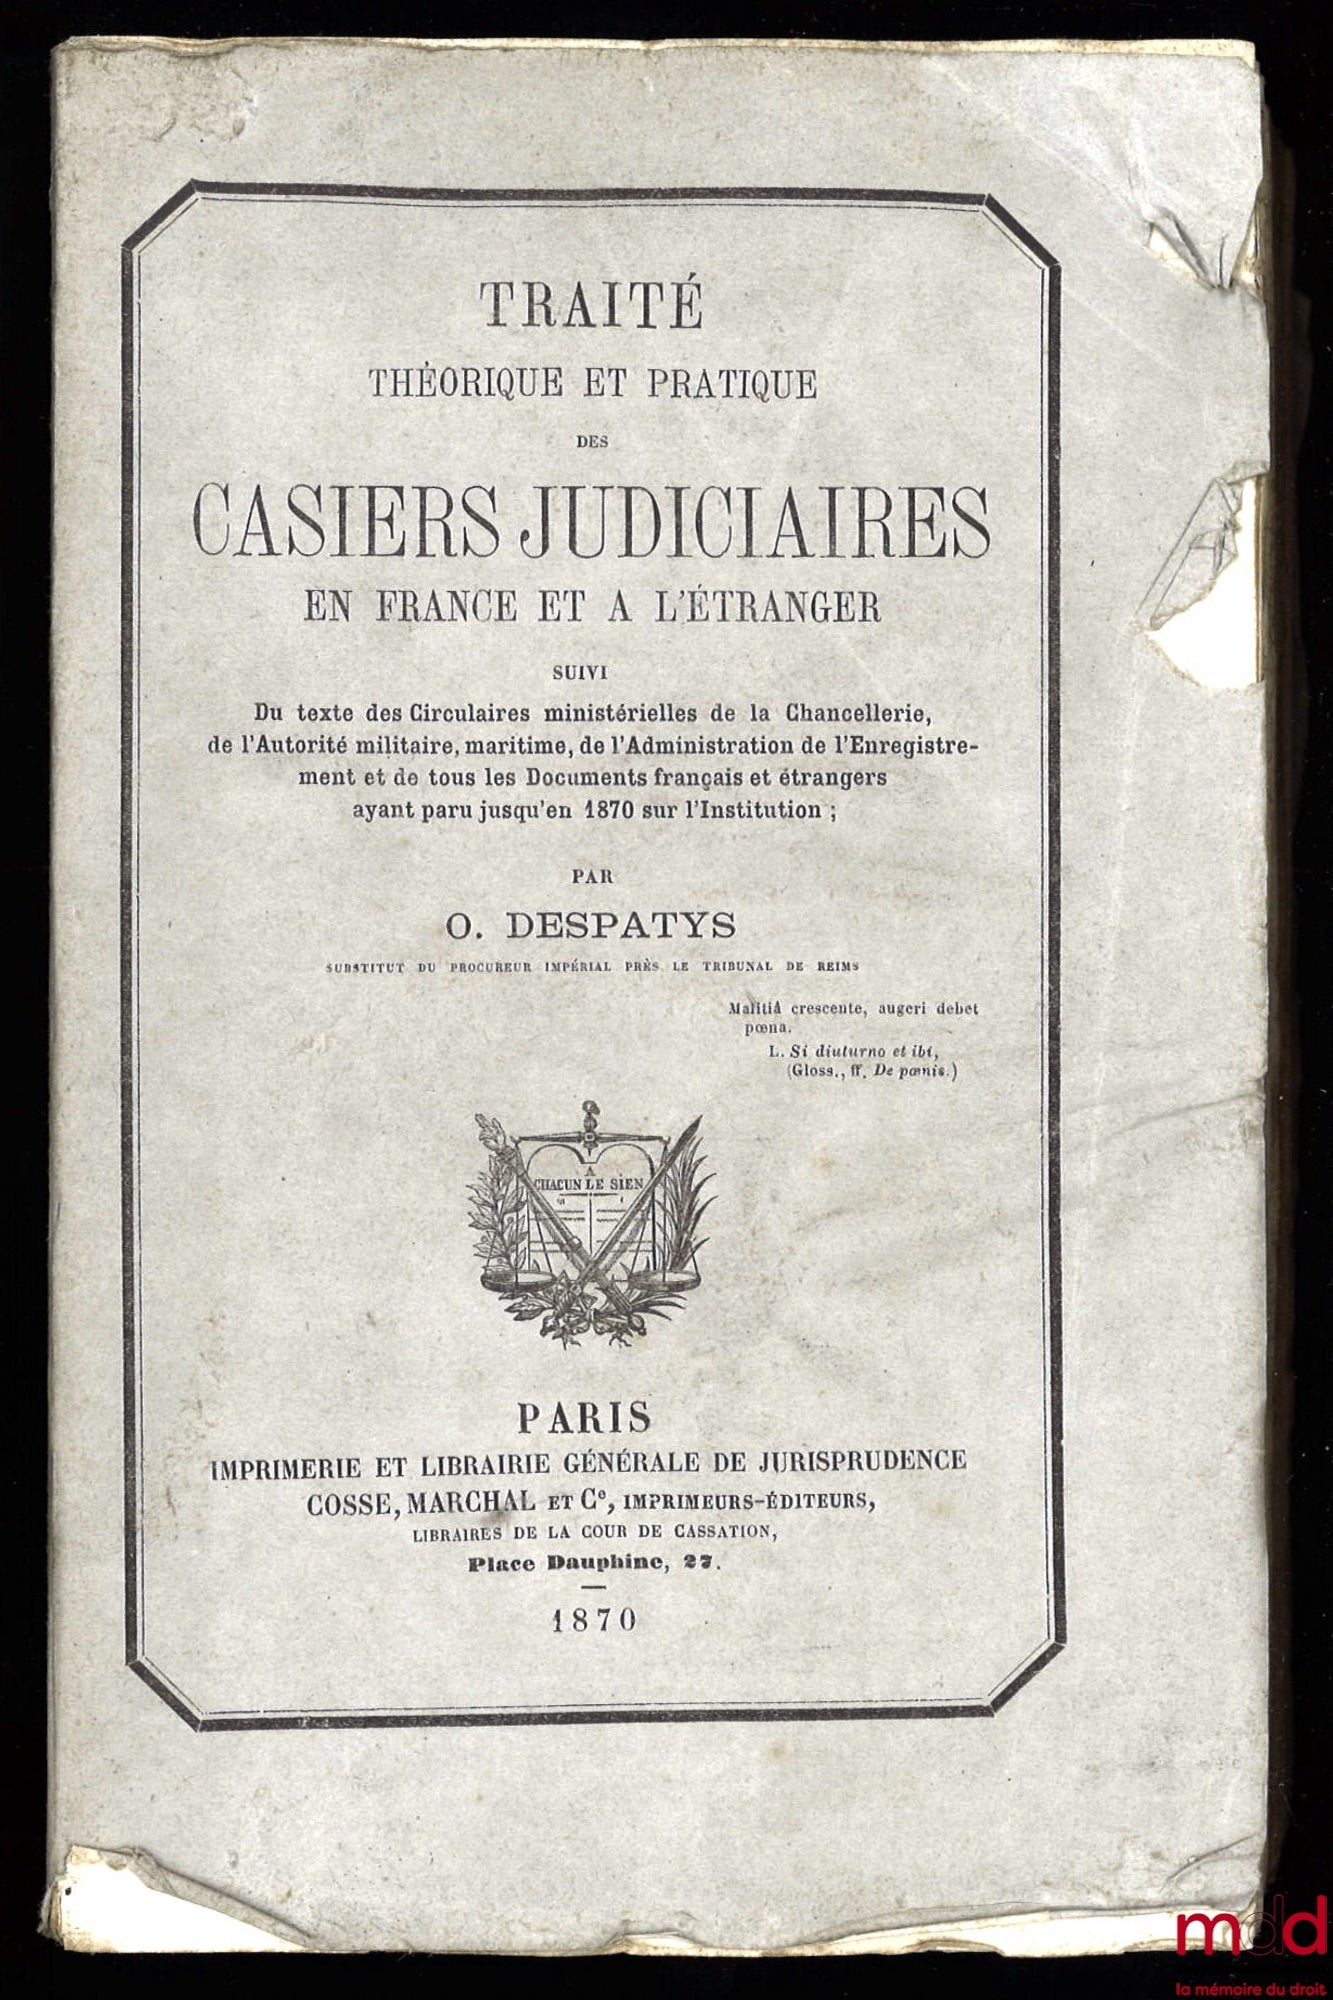 TRAITÉ
THÉORIQUE ET PRATIQUE
DES
CASIERS JUDICIAIRES
EN FRANCE ET A L'ÉTRANGER
SUIVI
Du texte des Circulaires ministérielles de la Chancellerie,
de l'Autorité militaire, maritime, de l'Administration de l'Enregistre-
ment et de tous les Documents français et étrangers
ayant paru jusqu'en 1870 sur l'Institution ;
PAR
O. DESPATYS
SUBSTITUT DU PROCUREUR IMPÉRIAL PRÈS LE TRIBUNAL DE REIMS
Malitiâ crescente, augeri debet
pœna.
L. Si diuturno et ibi,
(Gloss., ff. De pœnis.)
A
CHACUN LE SIEN
PARIS
IMPRIMERIE ET LIBRAIRIE GÉNÉRALE DE JURISPRUDENCE
COSSE, MARCHAL ET Cᵉ, IMPRIMEURS-ÉDITEURS,
LIBRAIRES DE LA COUR DE CASSATION,
Place Dauphine, 27.
1870
mdd
la mémoire du droit